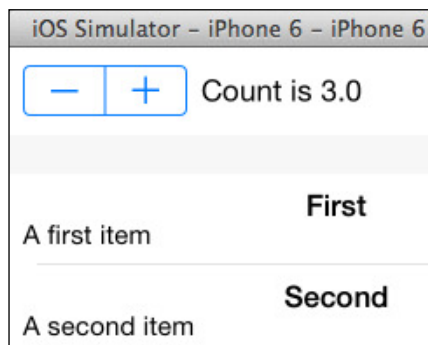 iOS Simulator – iPhone 6 – iPhone 6
− + Count is 3.0
First
A first item
Second
A second item